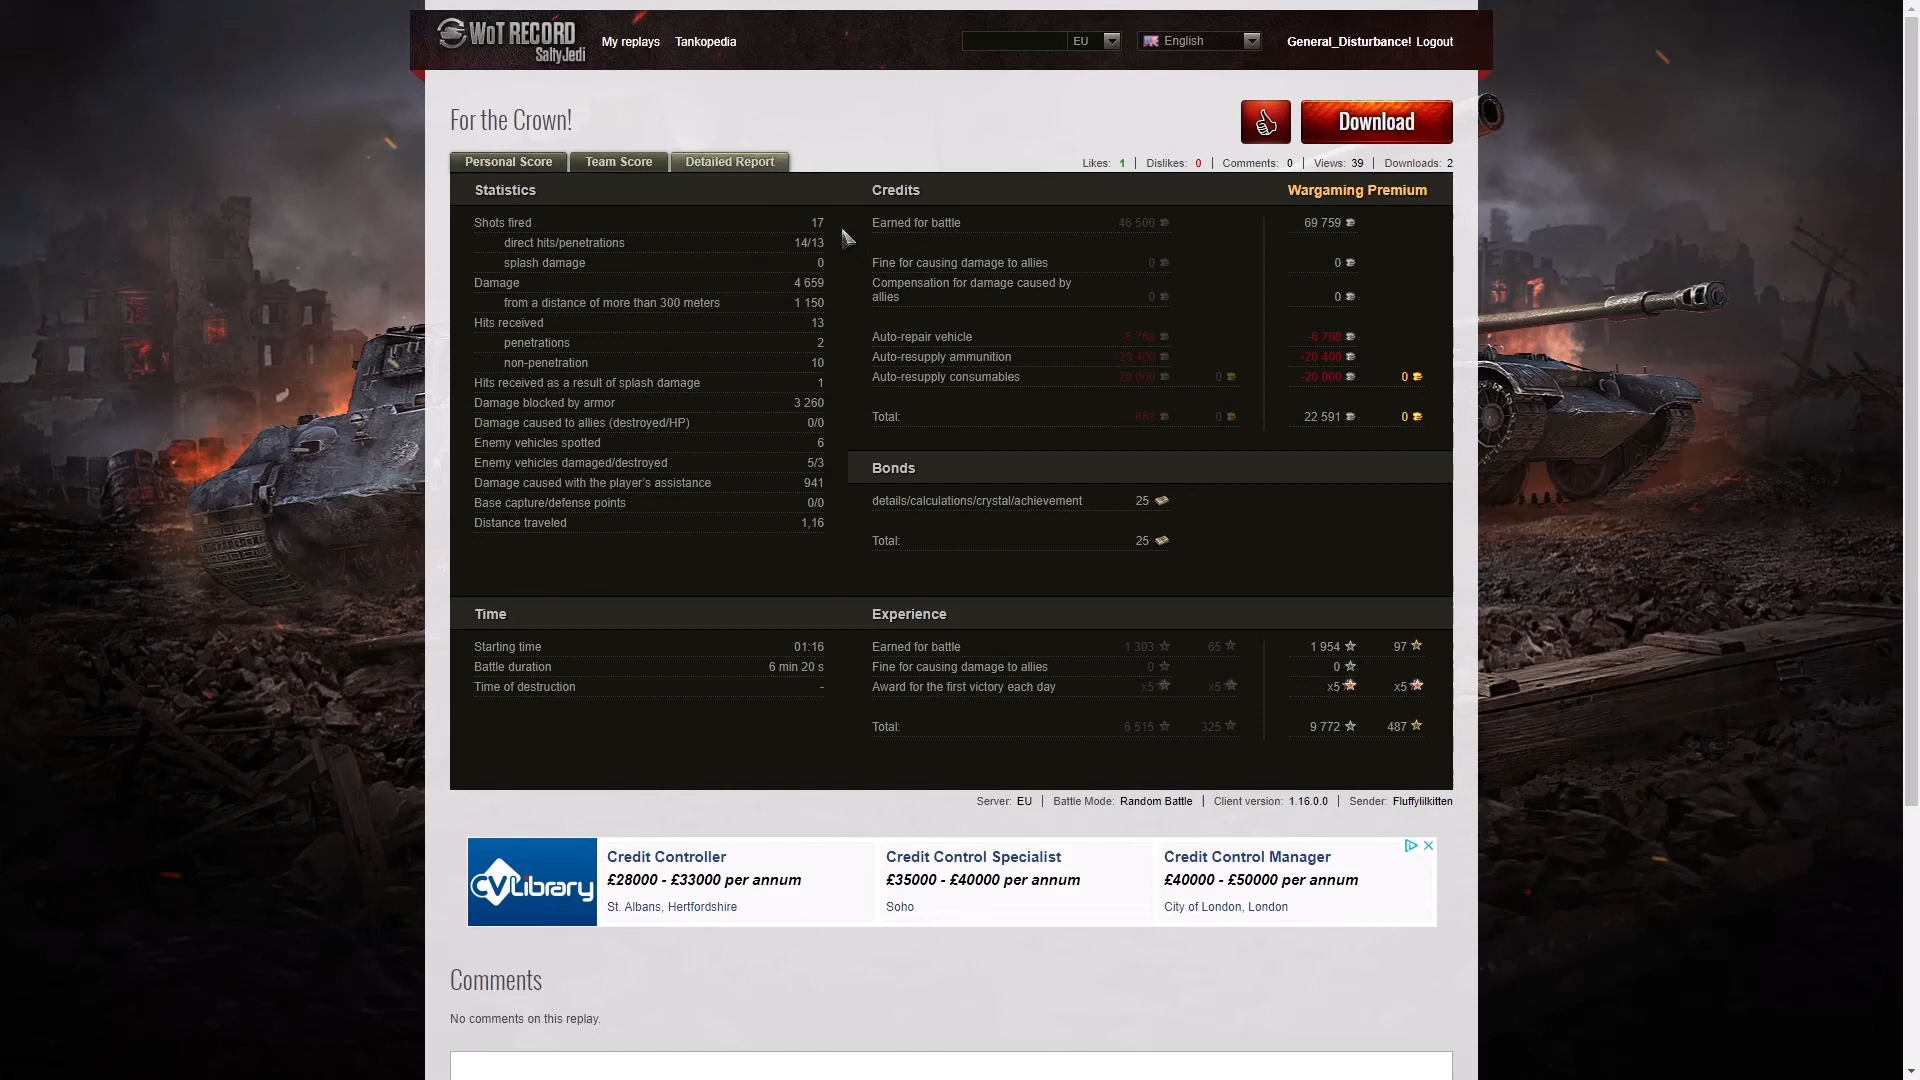 WoT RECORD
SaltyJedi
My replays Tankopedia
EU English General_Disturbance! Logout
For the Crown!
Download
Personal Score Team Score Detailed Report
Likes: 1 | Dislikes: 0 | Comments: 0 | Views: 39 | Downloads: 2
Statistics
Shots fired 17
direct hits/penetrations 14/13
splash damage 0
Damage 4 659
from a distance of more than 300 meters 1 150
Hits received 13
penetrations 2
non-penetration 10
Hits received as a result of splash damage 1
Damage blocked by armor 3 260
Damage caused to allies (destroyed/HP) 0/0
Enemy vehicles spotted 6
Enemy vehicles damaged/destroyed 5/3
Damage caused with the player's assistance 941
Base capture/defense points 0/0
Distance traveled 1,16
Credits Wargaming Premium
Earned for battle 46 506 69 759
Fine for causing damage to allies 0 0
Compensation for damage caused by
allies 0 0
Auto-repair vehicle -6 768 -6 768
Auto-resupply ammunition 20 400 -20 400
Auto-resupply consumables 20 000 0 -20 000 0
Total: 662 0 22 591 0
Bonds
details/calculations/crystal/achievement 25
Total: 25
Time
Starting time 01:16
Battle duration 6 min 20 s
Time of destruction -
Experience
Earned for battle 1 303 65 1 954 97
Fine for causing damage to allies 0 0
Award for the first victory each day x5 x5 x5 x5
Total: 6 515 325 9 772 487
Server: EU | Battle Mode: Random Battle | Client version: 1.16.0.0 | Sender: Fluffylilkitten
CVLibrary
Credit Controller
£28000 - £33000 per annum
St. Albans, Hertfordshire
Credit Control Specialist
£35000 - £40000 per annum
Soho
Credit Control Manager
£40000 - £50000 per annum
City of London, London
Comments
No comments on this replay.